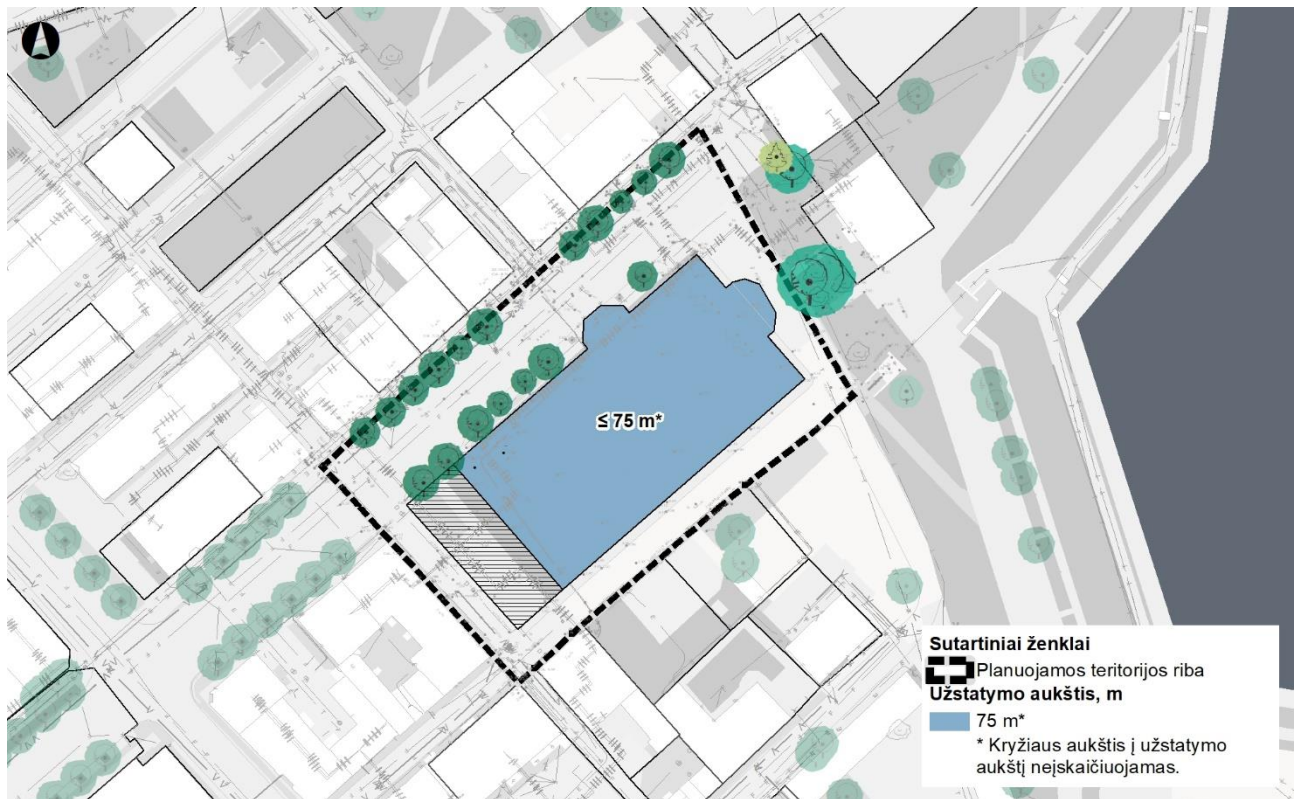 ≤ 75 m*
Sutartiniai ženklai
Planuojamos teritorijos riba
Užstatymo aukštis, m
75 m*
* Kryžiaus aukštis į užstatymo
aukštį neįskaičiuojamas.